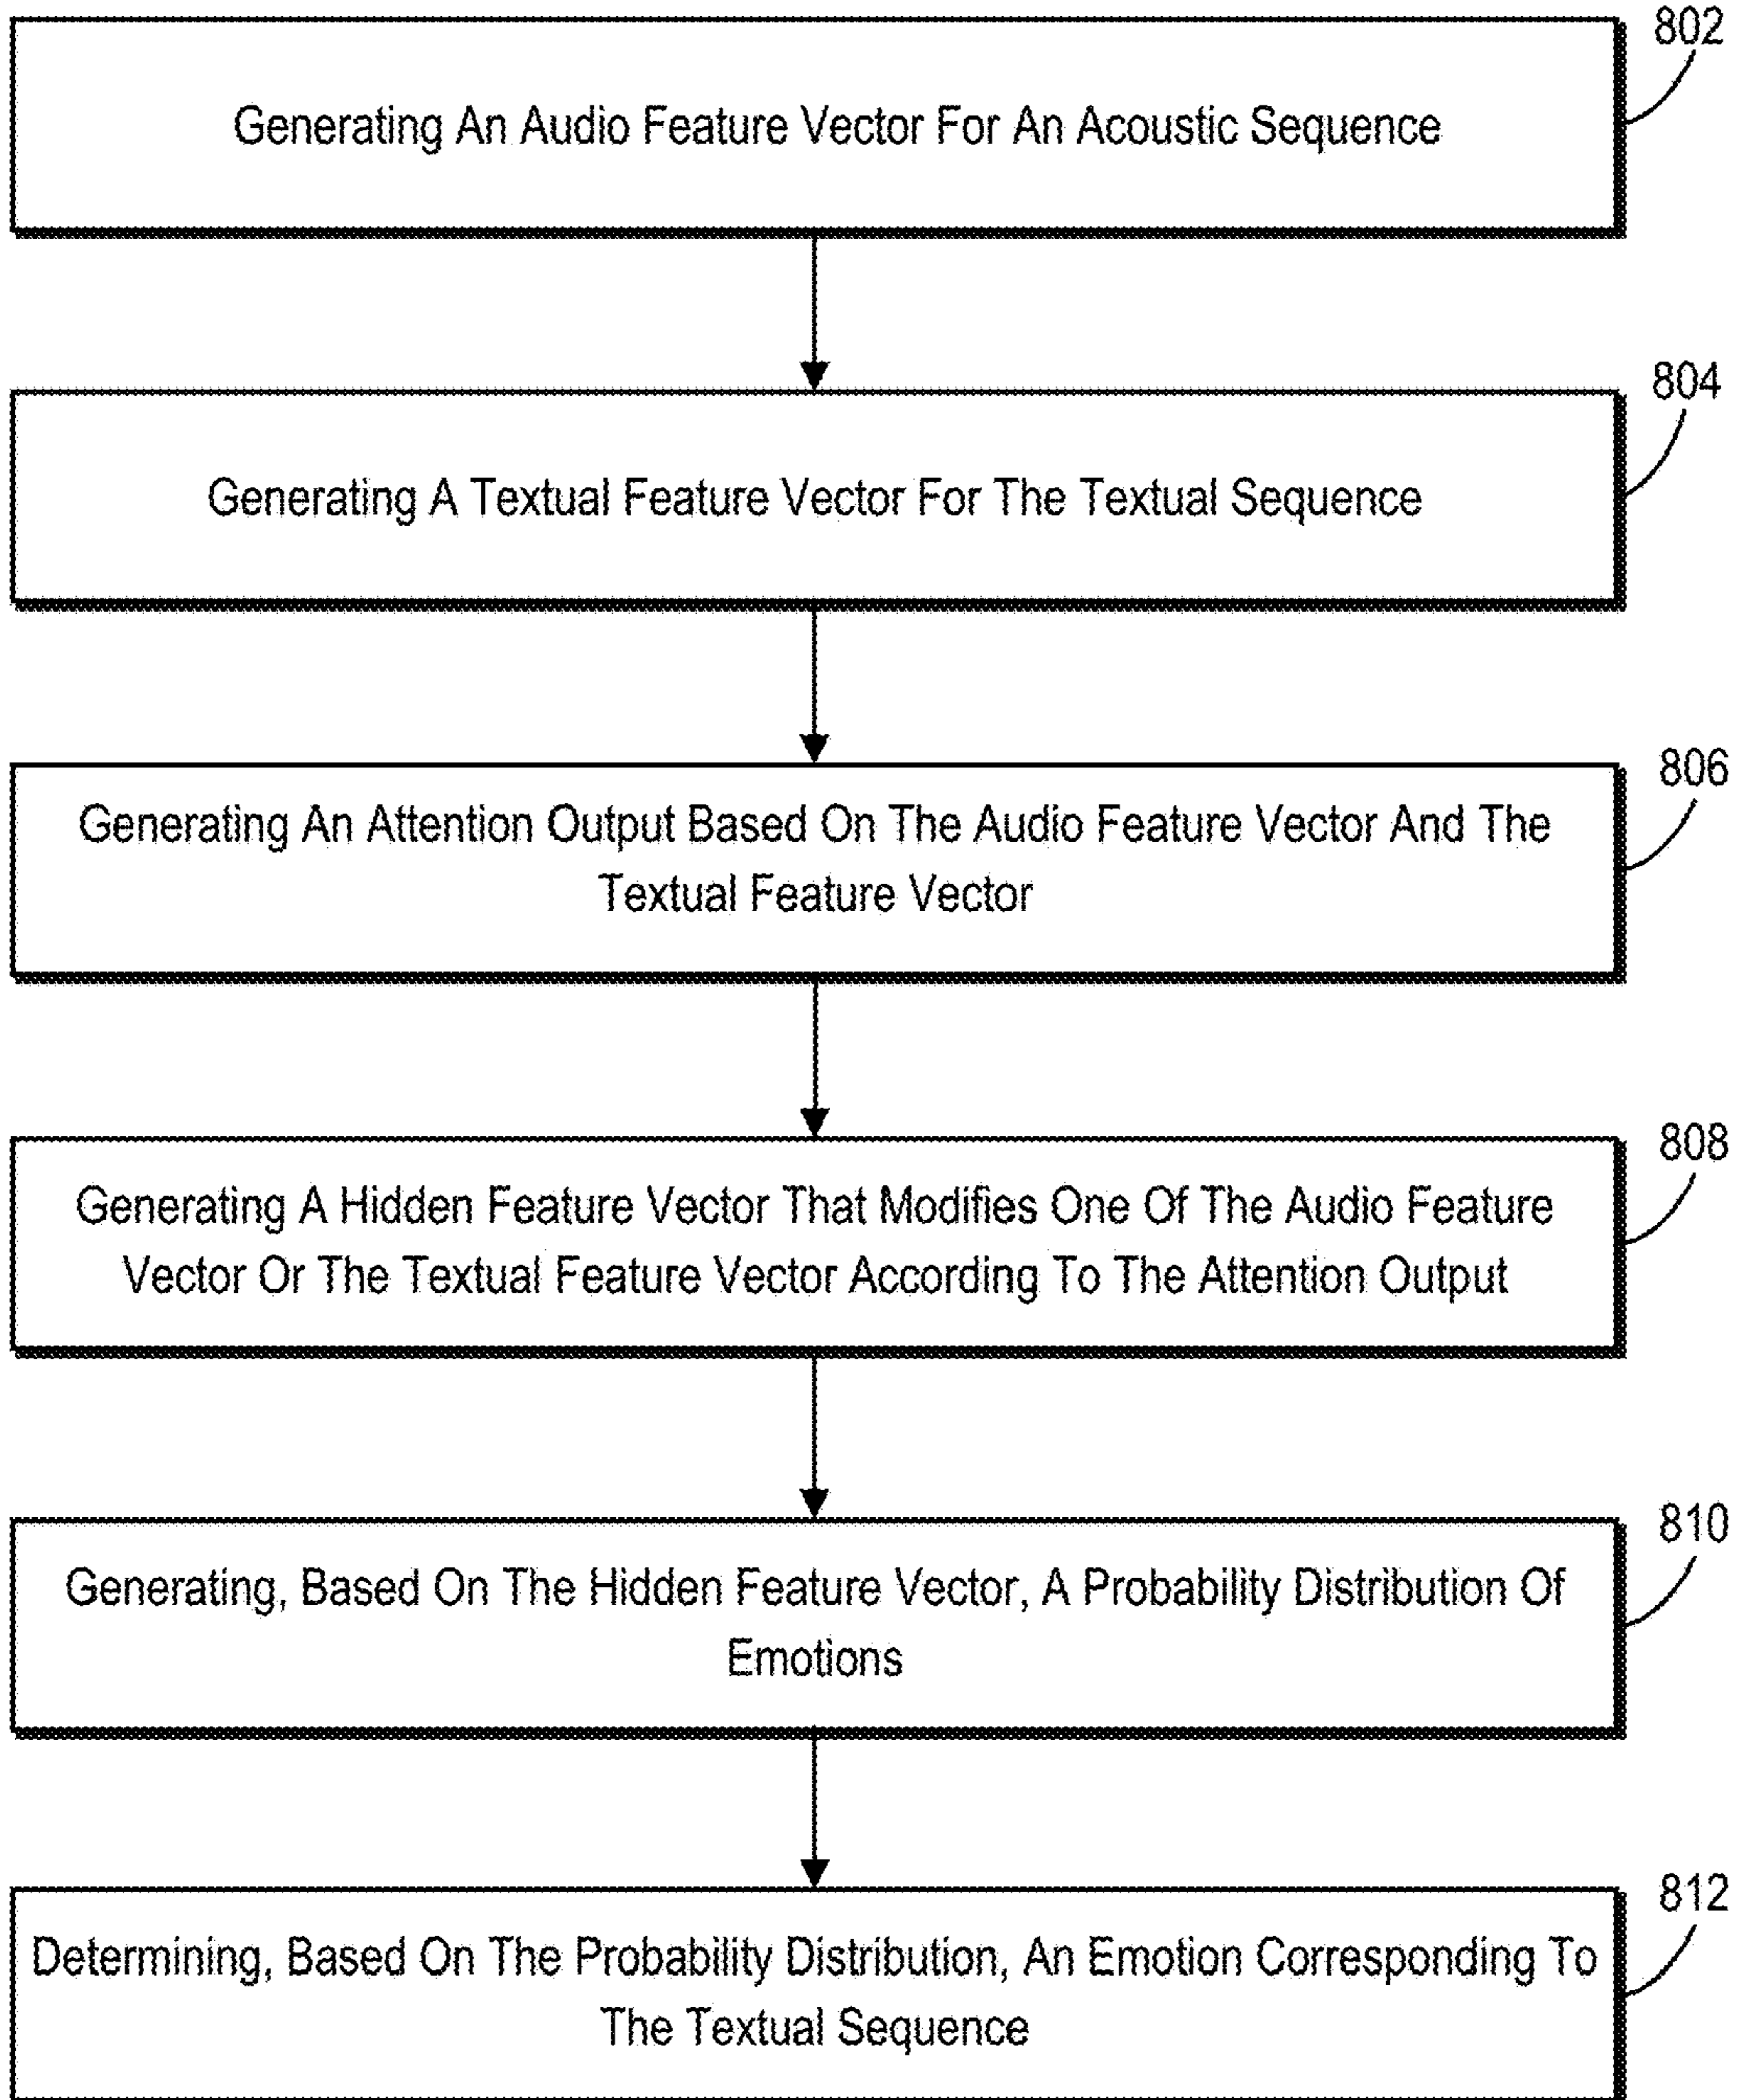 802
Generating An Audio Feature Vector For An Acoustic Sequence
804
Generating A Textual Feature Vector For The Textual Sequence
806
Generating An Attention Output Based On The Audio Feature Vector And The
Textual Feature Vector
808
Generating A Hidden Feature Vector That Modifies One Of The Audio Feature
Vector Or The Textual Feature Vector According To The Attention Output
810
Generating, Based On The Hidden Feature Vector, A Probability Distribution Of
Emotions
812
Determining, Based On The Probability Distribution, An Emotion Corresponding To
The Textual Sequence